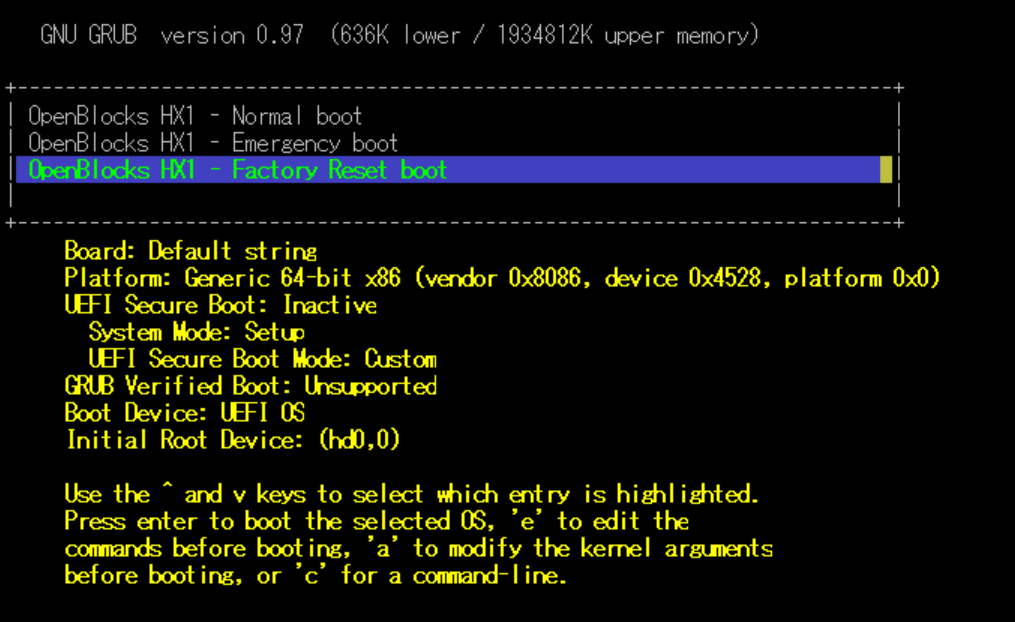 GNU GRUB  version 0.97  (636K lower / 1934812K upper memory)
OpenBlocks HX1 - Normal boot
OpenBlocks HX1 - Emergency boot
OpenBlocks HX1 - Factory Reset boot
Board: Default string
Platform: Generic 64-bit x86 (vendor 0x8086, device 0x4528, platform 0x0)
UEFI Secure Boot: Inactive
System Mode: Setup
UEFI Secure Boot Mode: Custom
GRUB Verified Boot: Unsupported
Boot Device: UEFI OS
Initial Root Device: (hd0,0)
Use the ^ and v keys to select which entry is highlighted.
Press enter to boot the selected OS, 'e' to edit the
commands before booting, 'a' to modify the kernel arguments
before booting, or 'c' for a command-line.